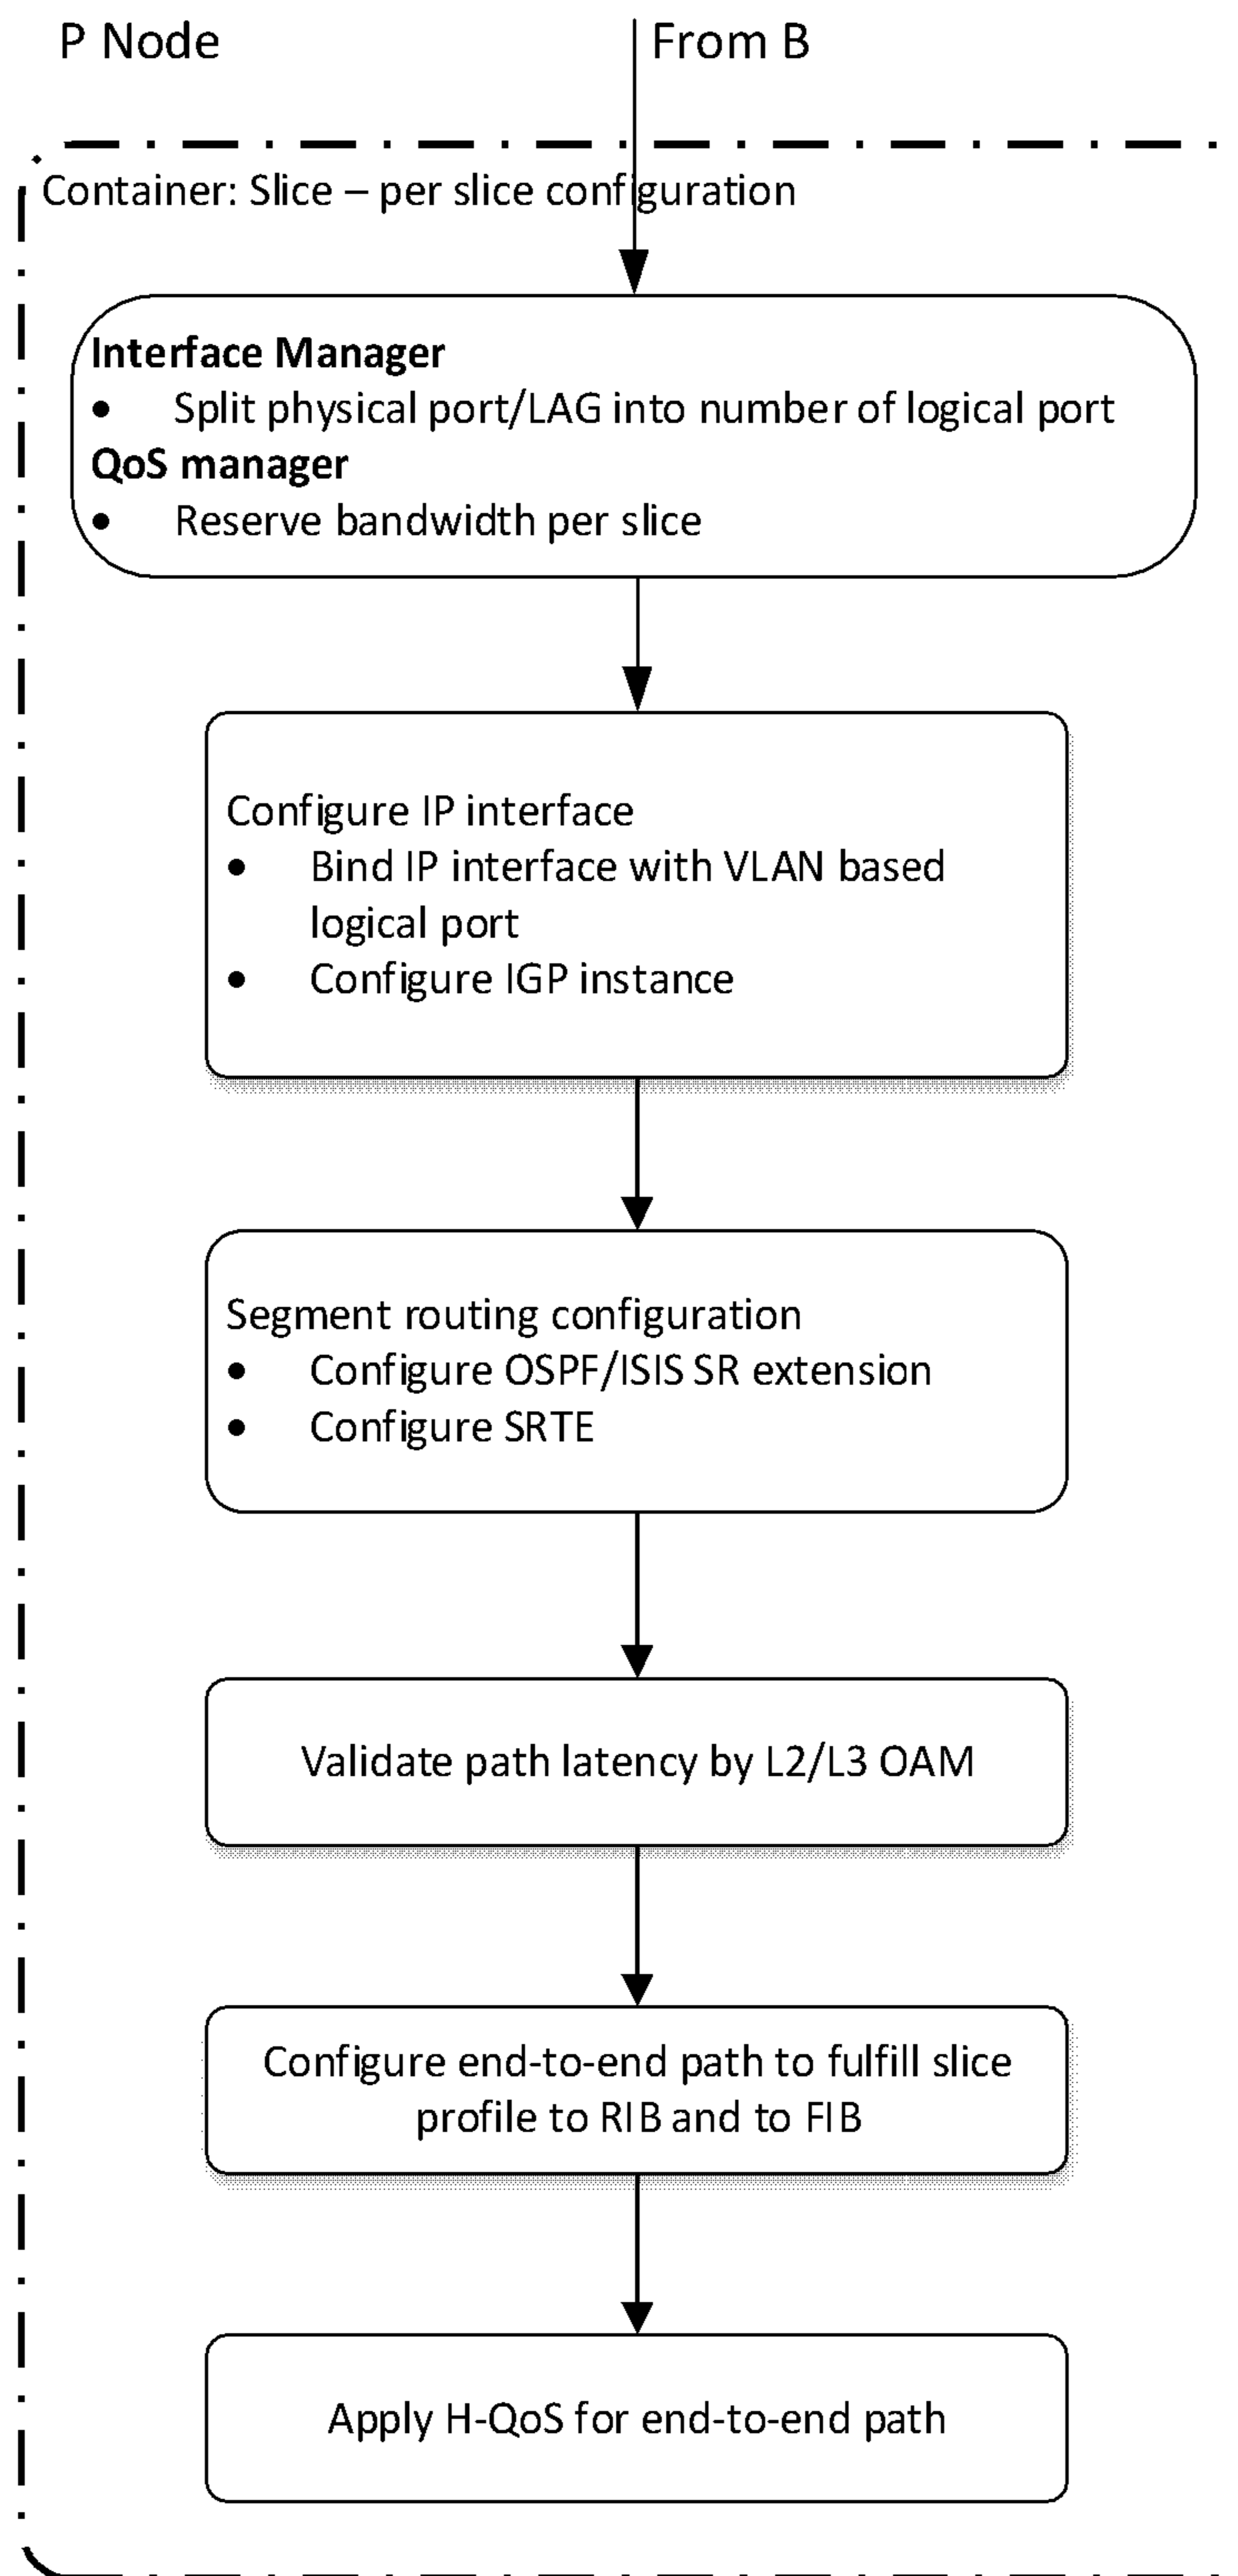 P Node
From B
Container: Slice – per slice configuration
Interface Manager
• Split physical port/LAG into number of logical port
QoS manager
• Reserve bandwidth per slice
Configure IP interface
• Bind IP interface with VLAN based
logical port
• Configure IGP instance
Segment routing configuration
• Configure OSPF/ISIS SR extension
• Configure SRTE
Validate path latency by L2/L3 OAM
Configure end-to-end path to fulfill slice
profile to RIB and to FIB
Apply H-QoS for end-to-end path